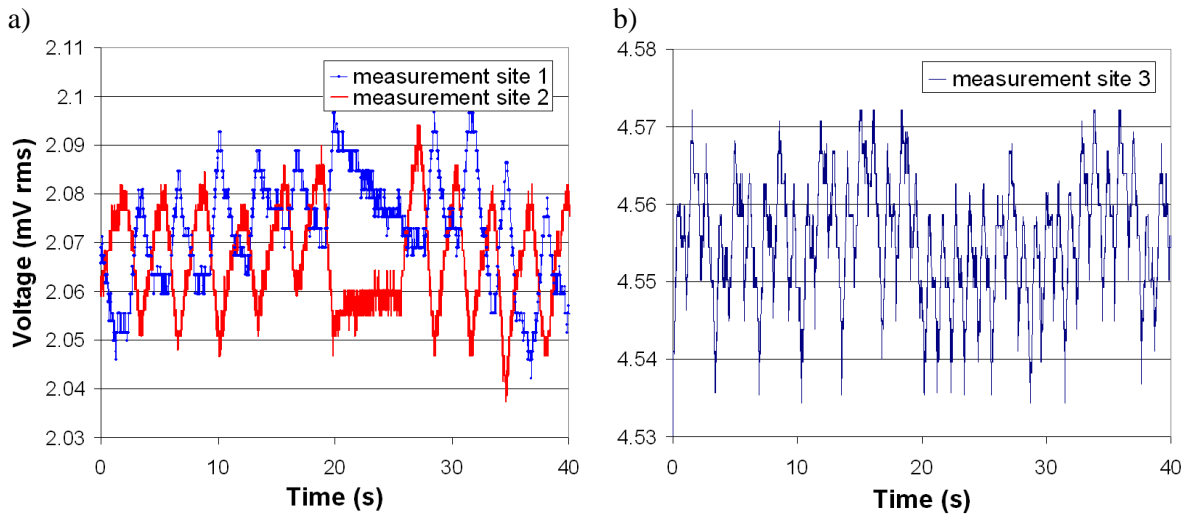 a)
2.11
2.1
2.09
2.08
2.07
2.06
2.05
2.04
2.03
Voltage (mV rms)
measurement site 1
measurement site 2
0 10 20 30 40
Time (s)
b)
4.58
4.57
4.56
4.55
4.54
4.53
measurement site 3
0 10 20 30 40
Time (s)